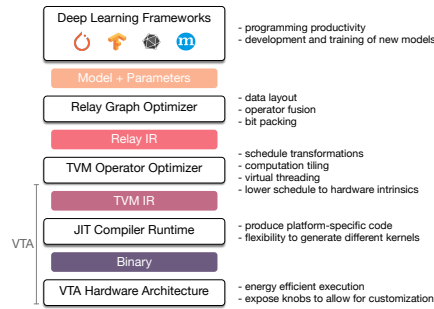 Deep Learning Frameworks
- programming productivity
- development and training of new models
m
Model + Parameters
Relay Graph Optimizer
- data layout
- operator fusion
- bit packing
Relay IR
TVM Operator Optimizer
- schedule transformations
- computation tiling
- virtual threading
- lower schedule to hardware intrinsics
TVM IR
VTA
JIT Compiler Runtime
- produce platform-specific code
- flexibility to generate different kernels
Binary
VTA Hardware Architecture
- energy efficient execution
- expose knobs to allow for customization